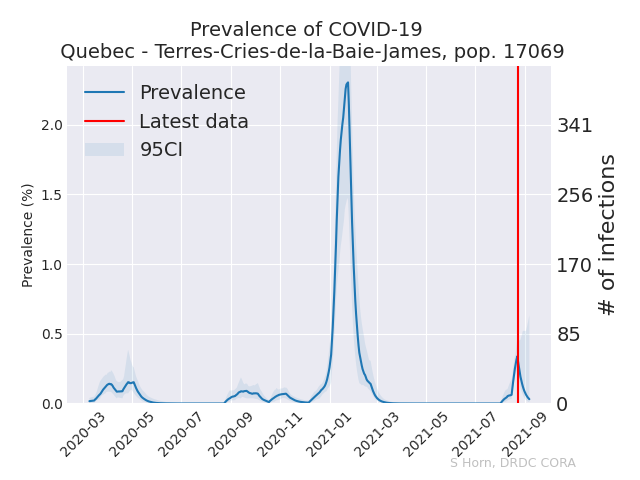 Prevalence of COVID-19
Quebec - Terres-Cries-de-la-Baie-James, pop. 17069
Prevalence
Latest data
95CI
Prevalence (%)
2.0
1.5
1.0
0.5
0.0
341
256
170
85
0
# of infections
2020-03
2020-05
2020-07
2020-09
2020-11
2021-01
2021-03
2021-05
2021-07
2021-09
S Horn, DRDC CORA